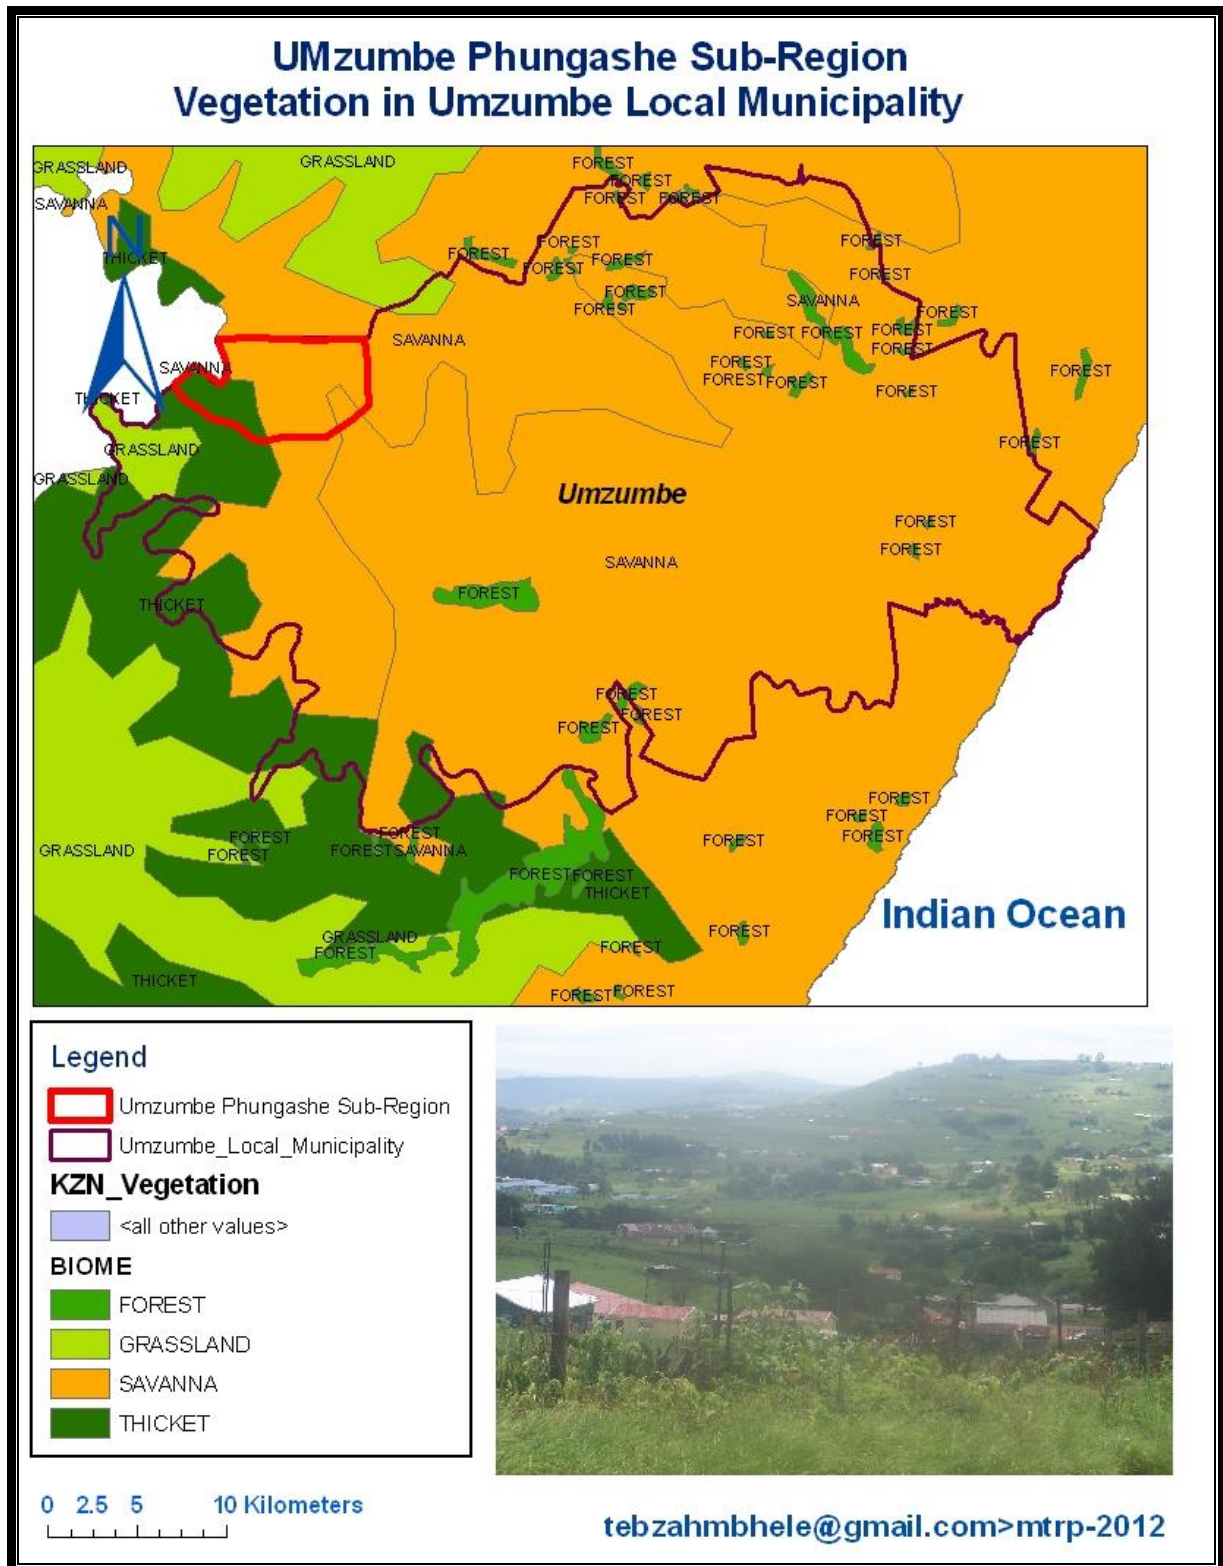 UMzumbe Phungashe Sub-Region
Vegetation in Umzumbe Local Municipality
GRASSLAND
GRASSLAND
FOREST
FOREST
SAVANNA
FOREST
FOREST
N
THICKET
FOREST
FOREST
FOREST
FOREST
FOREST
FOREST
FOREST
FOREST
SAVANNA
FOREST
FOREST
FOREST
FOREST
FOREST
SAVANNA
FOREST
SAVANNA
FOREST
FOREST
FOREST
FOREST
FOREST
THICKET
FOREST
GRASSLAND
FOREST
GRASSLAND
Umzumbe
FOREST
FOREST
SAVANNA
FOREST
THICKET
FOREST
FOREST
FOREST
FOREST
FOREST
FOREST
FOREST
FOREST
FOREST
GRASSLAND
FOREST
FOREST
SAVANNA
FOREST
FOREST
THICKET
Indian Ocean
GRASSLAND
FOREST
FOREST
FOREST
THICKET
FOREST
FOREST
Legend
Umzumbe Phungashe Sub-Region
Umzumbe_Local_Municipality
KZN_Vegetation
<all other values>
BIOME
FOREST
GRASSLAND
SAVANNA
THICKET
0 2.5 5 10 Kilometers
tebzahmbhele@gmail.com>mtrp-2012